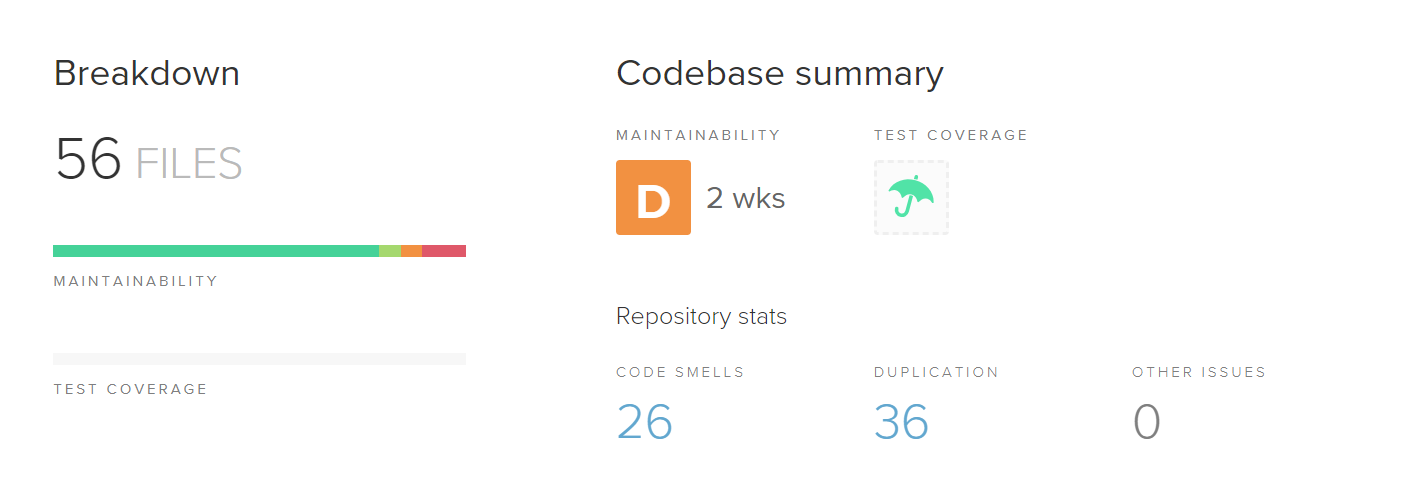 Breakdown
56 FILES
MAINTAINABILITY
TEST COVERAGE
Codebase summary
MAINTAINABILITY
TEST COVERAGE
D 2 wks
Repository stats
CODE SMELLS
DUPLICATION
OTHER ISSUES
26
36
0